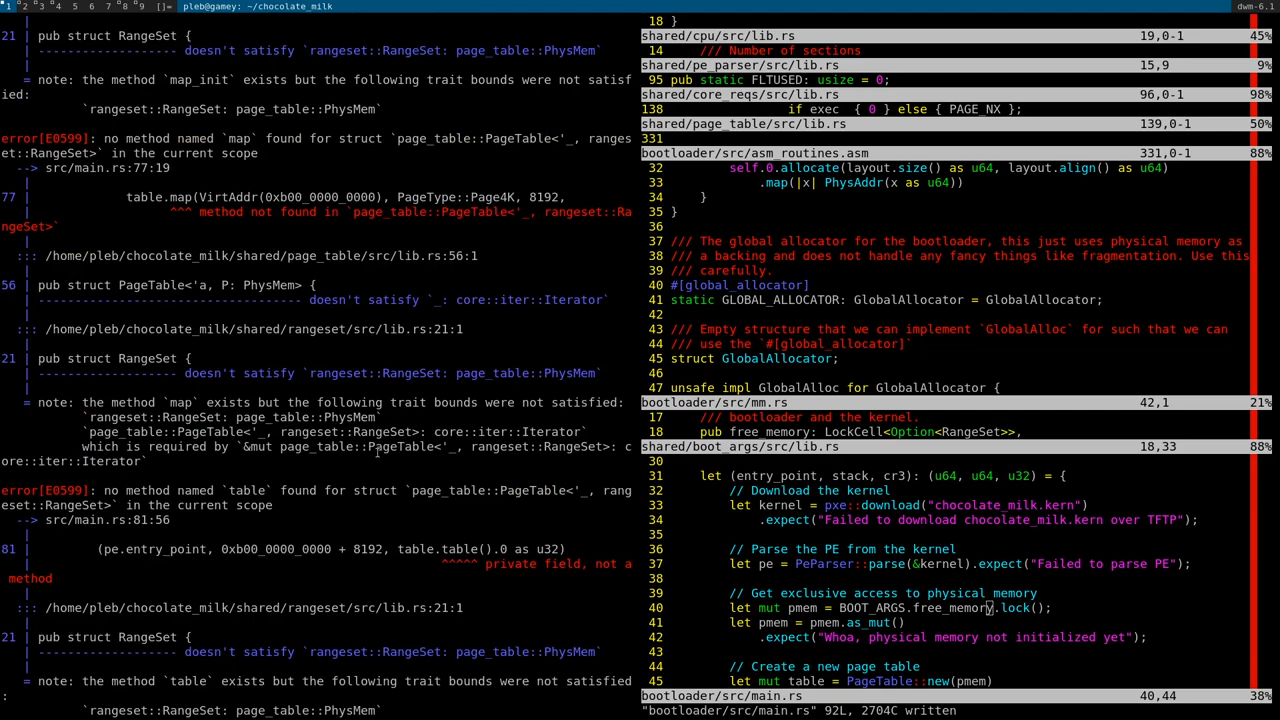 1 2 3 4 5 6 7 8 9 []= pleb@gamey: ~/chocolate_milk dwm-6.1
   |
21 | pub struct RangeSet {
   | ------------------- doesn't satisfy `rangeset::RangeSet: page_table::PhysMem`
   |
   = note: the method `map_init` exists but the following trait bounds were not satisf
ied:
           `rangeset::RangeSet: page_table::PhysMem`
error[E0599]: no method named `map` found for struct `page_table::PageTable<'_, ranges
et::RangeSet>` in the current scope
  --> src/main.rs:77:19
   |
77 |             table.map(VirtAddr(0xb00_0000_0000), PageType::Page4K, 8192,
   |                   ^^^ method not found in `page_table::PageTable<'_, rangeset::Ra
ngeSet>`
   |
  ::: /home/pleb/chocolate_milk/shared/page_table/src/lib.rs:56:1
   |
56 | pub struct PageTable<'a, P: PhysMem> {
   | ----------------------------------- doesn't satisfy `_: core::iter::Iterator`
   |
  ::: /home/pleb/chocolate_milk/shared/rangeset/src/lib.rs:21:1
   |
21 | pub struct RangeSet {
   | ------------------- doesn't satisfy `rangeset::RangeSet: page_table::PhysMem`
   |
   = note: the method `map` exists but the following trait bounds were not satisfied:
           `rangeset::RangeSet: page_table::PhysMem`
           `page_table::PageTable<'_, rangeset::RangeSet>: core::iter::Iterator`
           which is required by `&mut page_table::PageTable<'_, rangeset::RangeSet>: c
ore::iter::Iterator`
error[E0599]: no method named `table` found for struct `page_table::PageTable<'_, rang
eset::RangeSet>` in the current scope
  --> src/main.rs:81:56
   |
81 |         (pe.entry_point, 0xb00_0000_0000 + 8192, table.table().0 as u32)
   |                                                        ^^^^^ private field, not a
 method
   |
  ::: /home/pleb/chocolate_milk/shared/rangeset/src/lib.rs:21:1
   |
21 | pub struct RangeSet {
   | ------------------- doesn't satisfy `rangeset::RangeSet: page_table::PhysMem`
   |
   = note: the method `table` exists but the following trait bounds were not satisfied
:
           `rangeset::RangeSet: page_table::PhysMem`
18 }
shared/cpu/src/lib.rs 19,0-1 45%
14     /// Number of sections
shared/pe_parser/src/lib.rs 15,9 9%
95 pub static FLTUSED: usize = 0;
shared/core_reqs/src/lib.rs 96,0-1 98%
138                 if exec  { 0 } else { PAGE_NX };
shared/page_table/src/lib.rs 139,0-1 50%
331
bootloader/src/asm_routines.asm 331,0-1 88%
32         self.0.allocate(layout.size() as u64, layout.align() as u64)
33             .map(|x| PhysAddr(x as u64))
34     }
35 }
36
37 /// The global allocator for the bootloader, this just uses physical memory as
38 /// a backing and does not handle any fancy things like fragmentation. Use this
39 /// carefully.
40 #[global_allocator]
41 static GLOBAL_ALLOCATOR: GlobalAllocator = GlobalAllocator;
42
43 /// Empty structure that we can implement `GlobalAlloc` for such that we can
44 /// use the `#[global_allocator]`
45 struct GlobalAllocator;
46
47 unsafe impl GlobalAlloc for GlobalAllocator {
bootloader/src/mm.rs 42,1 21%
17     /// bootloader and the kernel.
18     pub free_memory: LockCell<Option<RangeSet>>,
shared/boot_args/src/lib.rs 18,33 88%
30
31     let (entry_point, stack, cr3): (u64, u64, u32) = {
32         // Download the kernel
33         let kernel = pxe::download("chocolate_milk.kern")
34             .expect("Failed to download chocolate_milk.kern over TFTP");
35
36         // Parse the PE from the kernel
37         let pe = PeParser::parse(&kernel).expect("Failed to parse PE");
38
39         // Get exclusive access to physical memory
40         let mut pmem = BOOT_ARGS.free_memory.lock();
41         let pmem = pmem.as_mut()
42             .expect("Whoa, physical memory not initialized yet");
43
44         // Create a new page table
45         let mut table = PageTable::new(pmem)
bootloader/src/main.rs 40,44 38%
"bootloader/src/main.rs" 92L, 2704C written